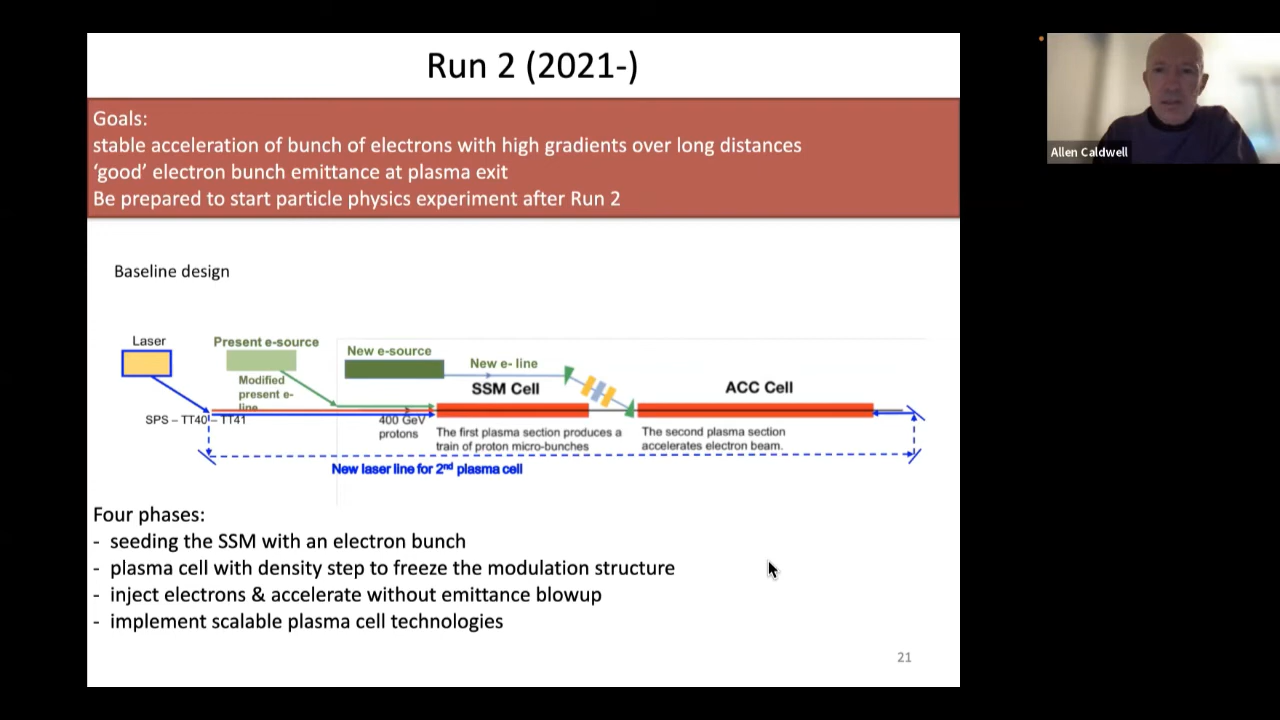 Run 2 (2021-)
Goals:
stable acceleration of bunch of electrons with high gradients over long distances
'good' electron bunch emittance at plasma exit
Be prepared to start particle physics experiment after Run 2
Allen Caldwell
Baseline design
Laser
Present e-source
New e-source
New e- line
Modified
present e-
line
SSM Cell
ACC Cell
SPS – TT40 – TT41
400 GeV
protons
The first plasma section produces a
train of proton micro-bunches
The second plasma section
accelerates electron beam.
New laser line for 2nd plasma cell
Four phases:
- seeding the SSM with an electron bunch
- plasma cell with density step to freeze the modulation structure
- inject electrons & accelerate without emittance blowup
- implement scalable plasma cell technologies
21